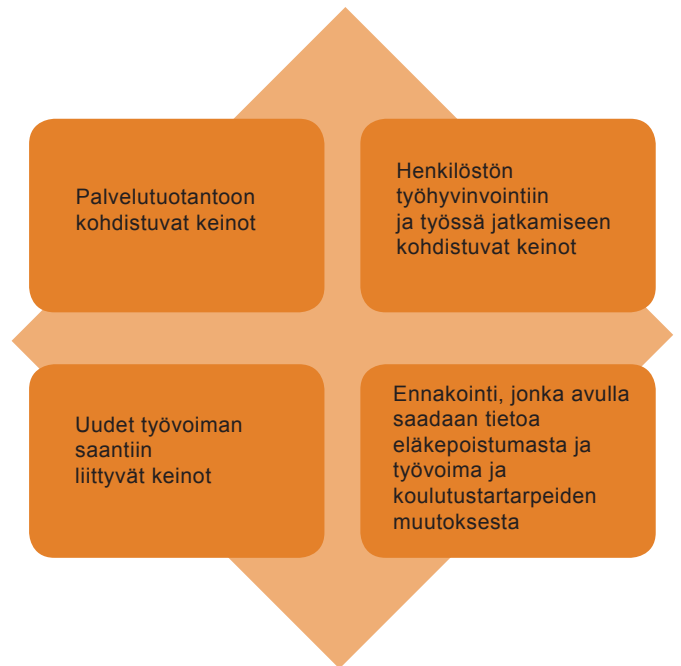 Palvelutuotantoon
kohdistuvat keinot
Henkilöstön
työhyvinvointiin
ja työssä jatkamiseen
kohdistuvat keinot
Uudet työvoiman
saantiin
liittyvät keinot
Ennakointi, jonka avulla
saadaan tietoa
eläkepoistumasta ja
työvoima ja
koulutustartarpeiden
muutoksesta